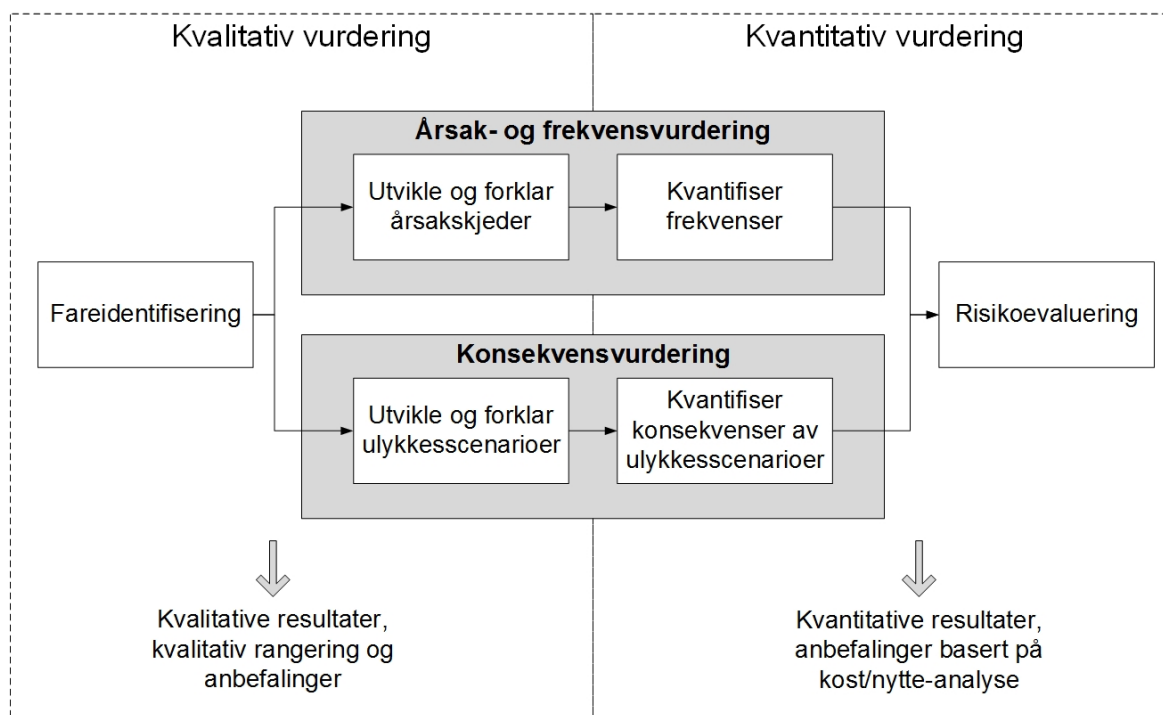 Kvalitativ vurdering
Kvantitativ vurdering
Årsak- og frekvensvurdering
Utvikle og forklar
årsakskjeder
Kvantifiser
frekvenser
Fareidentifisering
Risikoevaluering
Konsekvensvurdering
Utvikle og forklar
ulykkesscenarioer
Kvantifiser
konsekvenser av
ulykkesscenarioer
Kvalitative resultater,
kvalitativ rangering og
anbefalinger
Kvantitative resultater,
anbefalinger basert på
kost/nytte-analyse